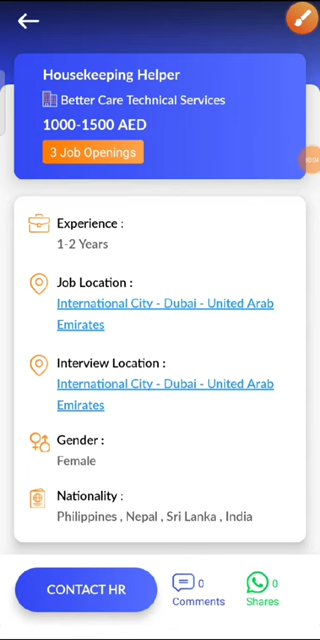 Housekeeping Helper
Better Care Technical Services
1000-1500 AED
3 Job Openings
Experience :
1-2 Years
Job Location :
International City - Dubai - United Arab
Emirates
Interview Location :
International City - Dubai - United Arab
Emirates
Gender :
Female
Nationality :
Philippines , Nepal , Sri Lanka , India
CONTACT HR
0
Comments
0
Shares